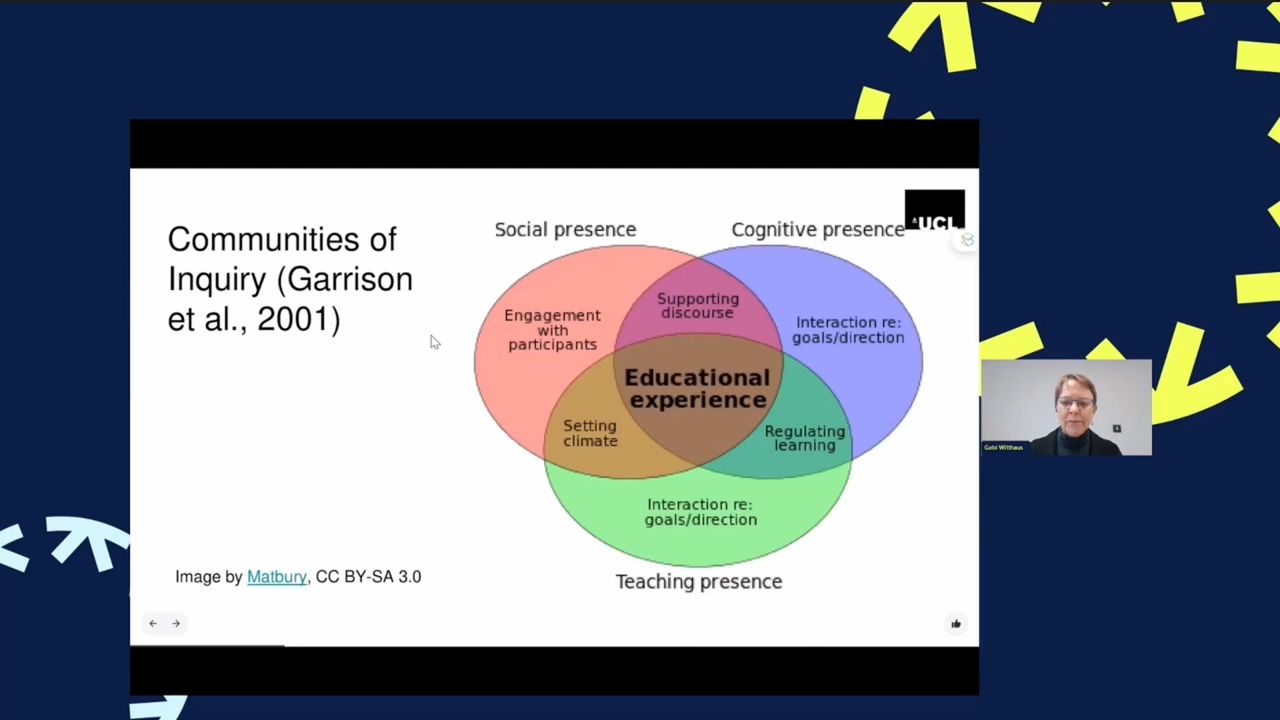 Communities of
Inquiry (Garrison
et al., 2001)
Image by Matbury, CC BY-SA 3.0
UCL
Social presence
Cognitive presence
Engagement
with
participants
Supporting
discourse
Interaction re:
goals/direction
Educational
experience
Setting
climate
Regulating
learning
Interaction re:
goals/direction
Teaching presence
Gabi Witthaus